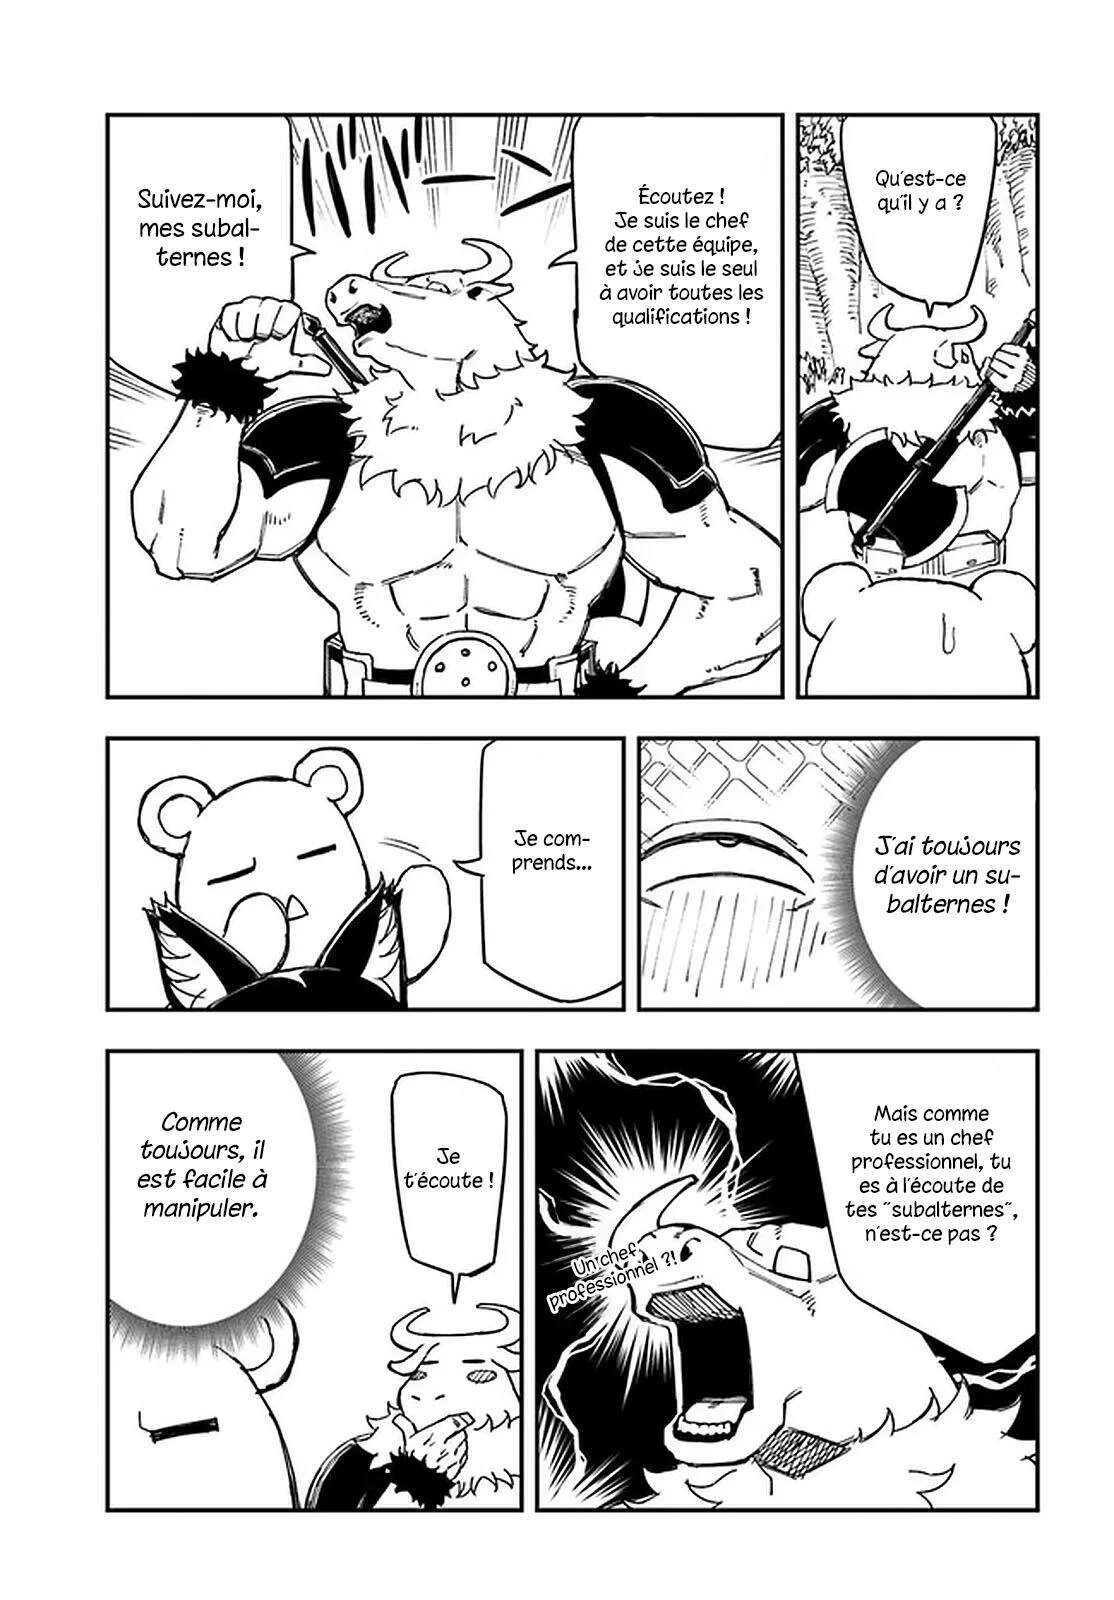 Qu'est-ce
qu'il y a ?
Écoutez !
Je suis le chef
de cette équipe,
et je suis le seul
à avoir toutes les
qualifications !
Suivez-moi,
mes subal-
ternes !
J'ai toujours
d'avoir un su-
balternes !
Je com-
prends...
Mais comme
tu es un chef
professionnel, tu
es à l'écoute de
tes "subalternes",
n'est-ce pas ?
Un chef
professionnel ?!
Je
t'écoute !
Comme
toujours, il
est facile à
manipuler.